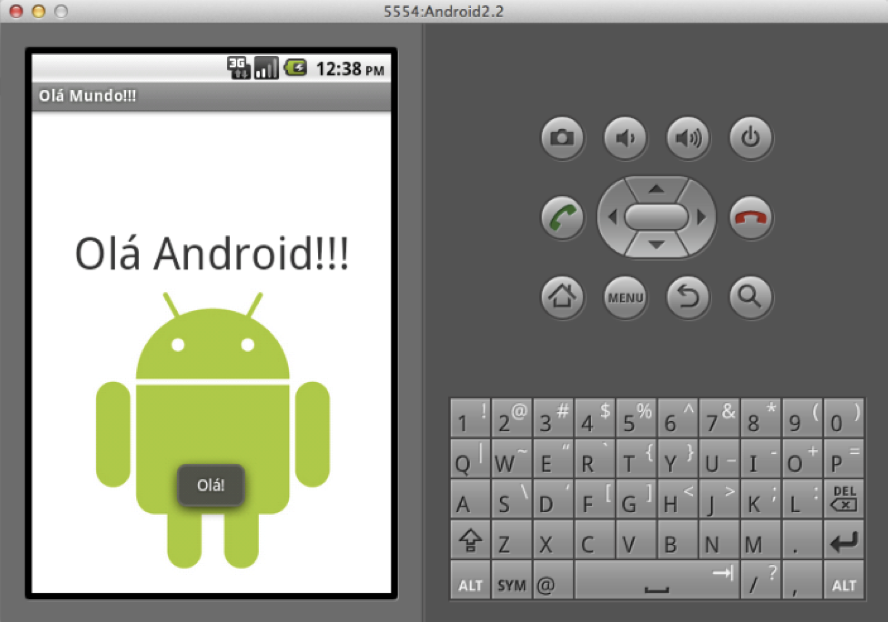 5554:Android2.2
3G 12:38 PM
Olá Mundo!!!
Olá Android!!!
Olá!
MENU
1 ! 2 @ 3 # 4 $ 5 % 6 ^ 7 & 8 * 9 ( 0 )
Q | W ~ E “ R ` T { Y } U _ I - O + P =
A S \ D ‘ F [ G ] H < J > K ; L : DEL
Z X C V B N M .
ALT SYM @ / ? , ALT